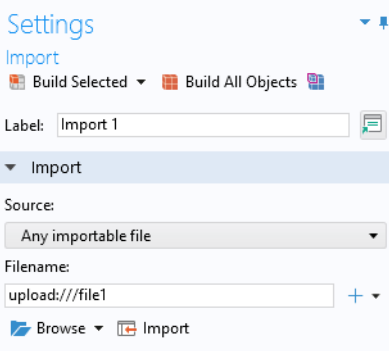 Settings
Import
Build Selected Build All Objects
Label: Import 1
Import
Source:
Any importable file
Filename:
upload:///file1
Browse Import